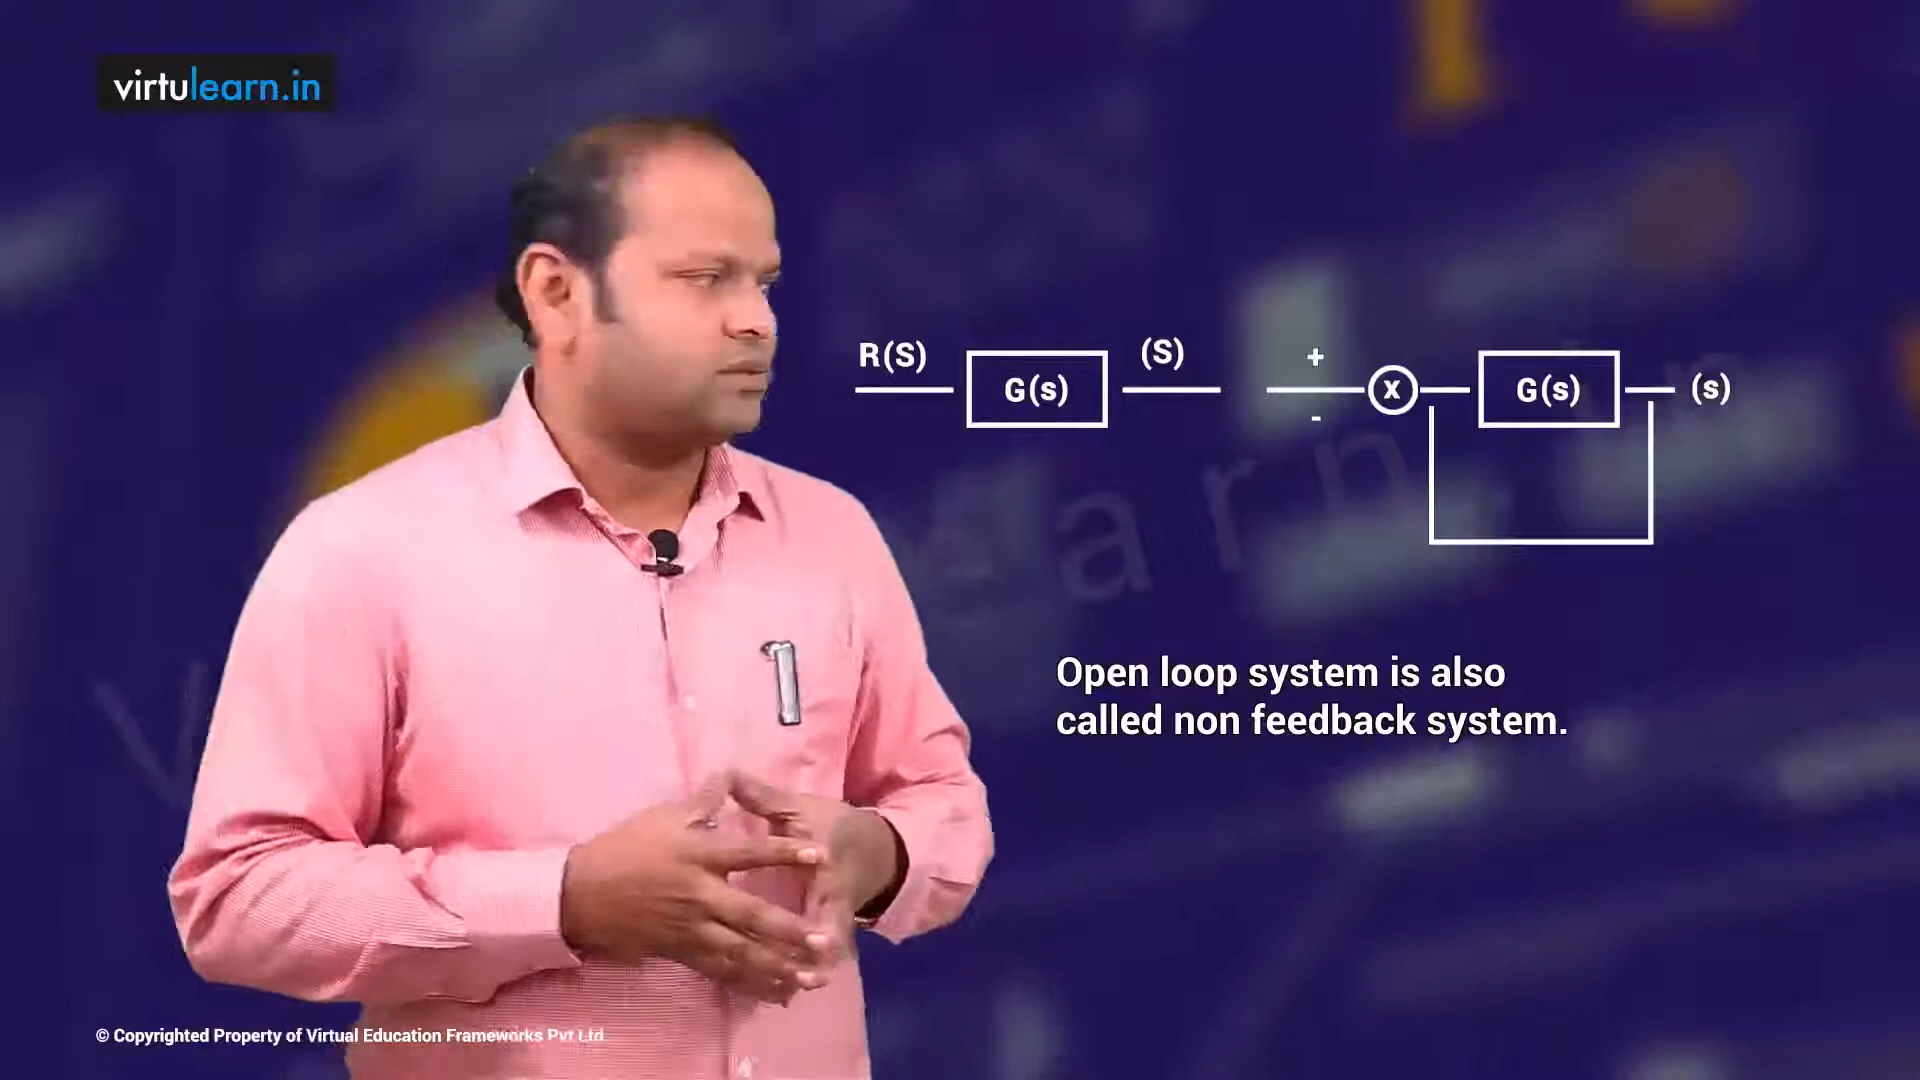 virtulearn.in
R(S) G(s) (S) + - X G(s) (s)
Open loop system is also
called non feedback system.
© Copyrighted Property of Virtual Education Frameworks Pvt Ltd